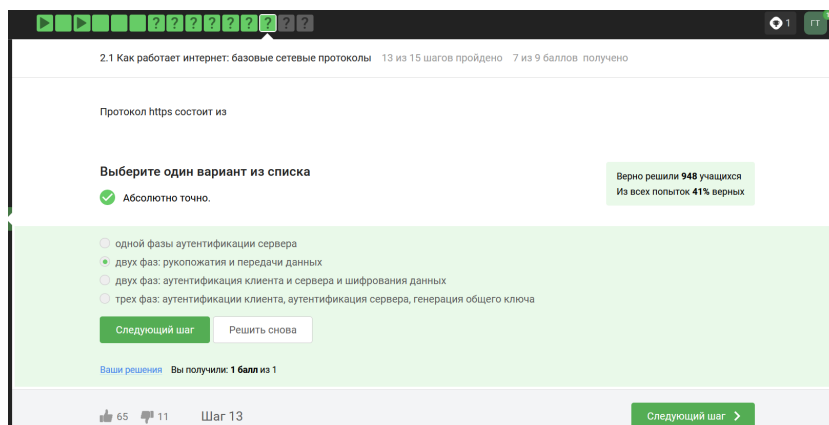 ? ? ? ? ? ? ? ? ?
1
ГТ
2.1 Как работает интернет: базовые сетевые протоколы 13 из 15 шагов пройдено 7 из 9 баллов получено
Протокол https состоит из
Выберите один вариант из списка
Абсолютно точно.
Верно решили 948 учащихся
Из всех попыток 41% верных
одной фазы аутентификации сервера
двух фаз: рукопожатия и передачи данных
двух фаз: аутентификация клиента и сервера и шифрования данных
трех фаз: аутентификации клиента, аутентификация сервера, генерация общего ключа
Следующий шаг Решить снова
Ваши решения Вы получили: 1 балл из 1
65 11 Шаг 13
Следующий шаг